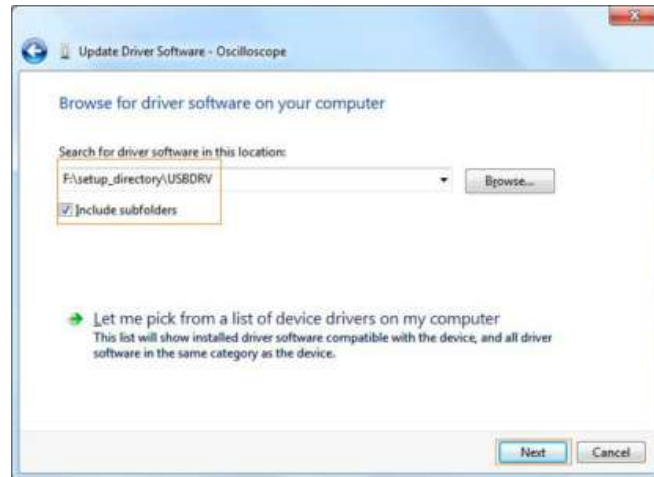 Update Driver Software - Oscilloscope
Browse for driver software on your computer
Search for driver software in this location:
F:\setup_directory\USBDRV
Browse...
Include subfolders
Let me pick from a list of device drivers on my computer
This list will show installed driver software compatible with the device, and all driver
software in the same category as the device.
Next
Cancel